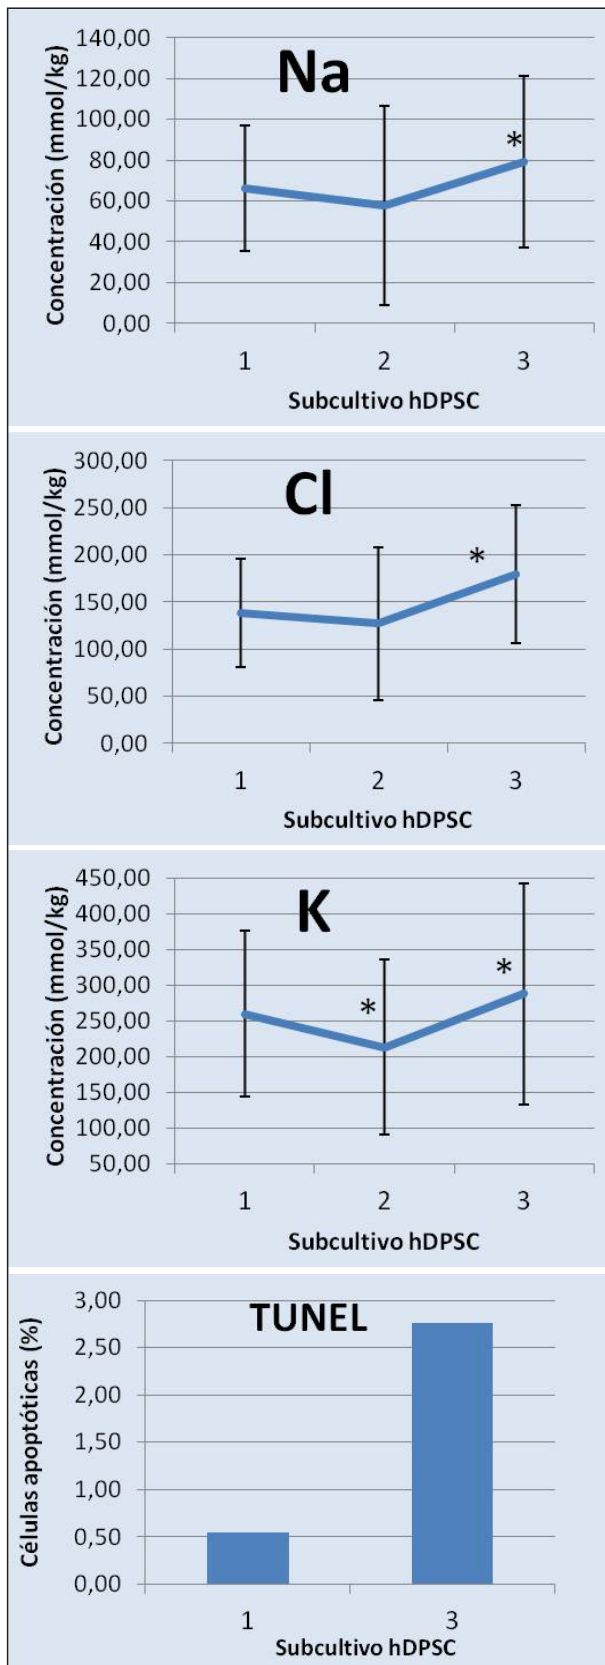 Na
Concentración (mmol/kg)
140,00
120,00
100,00
80,00
60,00
40,00
20,00
0,00
*
1 2 3
Subcultivo hDPSC
Cl
Concentración (mmol/kg)
300,00
250,00
200,00
150,00
100,00
50,00
0,00
*
1 2 3
Subcultivo hDPSC
K
Concentración (mmol/kg)
450,00
400,00
350,00
300,00
250,00
200,00
150,00
100,00
50,00
* *
1 2 3
Subcultivo hDPSC
TUNEL
Células apoptóticas (%)
3,00
2,50
2,00
1,50
1,00
0,50
0,00
1 3
Subcultivo hDPSC